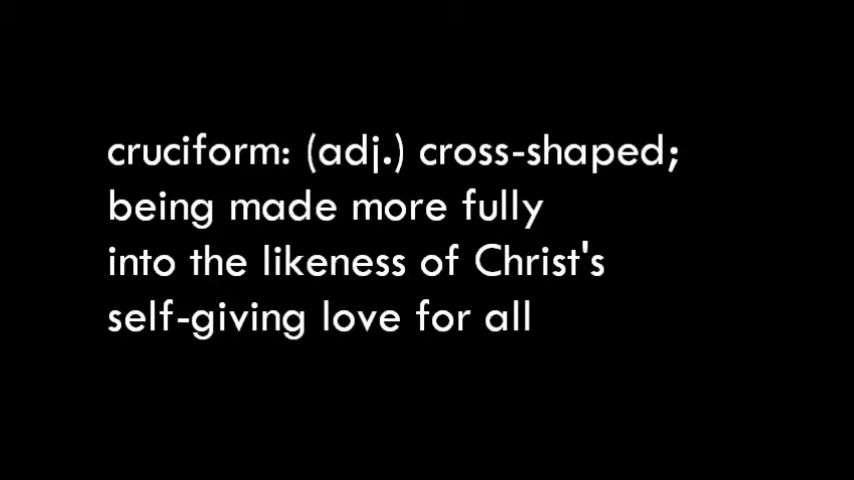 cruciform: (adj.) cross-shaped;
being made more fully
into the likeness of Christ's
self-giving love for all